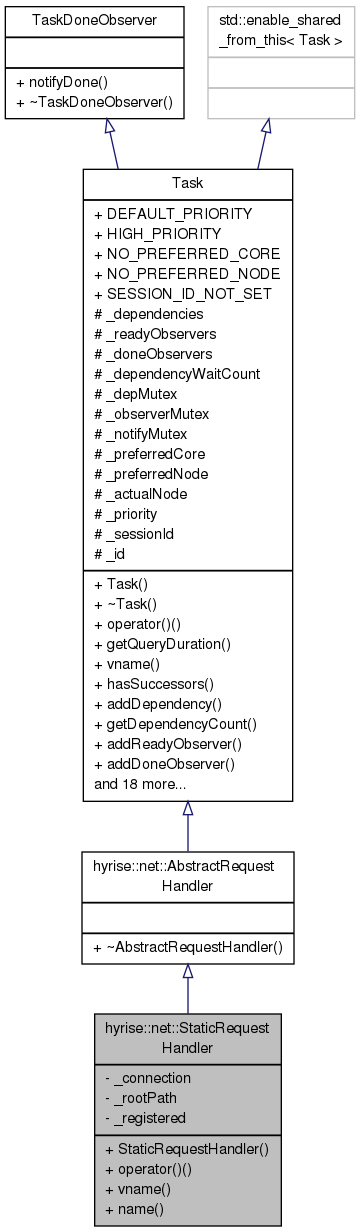 TaskDoneObserver
+ notifyDone()
+ ~TaskDoneObserver()
std::enable_shared
_from_this< Task >
Task
+ DEFAULT_PRIORITY
+ HIGH_PRIORITY
+ NO_PREFERRED_CORE
+ NO_PREFERRED_NODE
+ SESSION_ID_NOT_SET
# _dependencies
# _readyObservers
# _doneObservers
# _dependencyWaitCount
# _depMutex
# _observerMutex
# _notifyMutex
# _preferredCore
# _preferredNode
# _actualNode
# _priority
# _sessionId
# _id
+ Task()
+ ~Task()
+ operator()()
+ getQueryDuration()
+ vname()
+ hasSuccessors()
+ addDependency()
+ getDependencyCount()
+ addReadyObserver()
+ addDoneObserver()
and 18 more...
hyrise::net::AbstractRequest
Handler
+ ~AbstractRequestHandler()
hyrise::net::StaticRequest
Handler
- _connection
- _rootPath
- _registered
+ StaticRequestHandler()
+ operator()()
+ vname()
+ name()